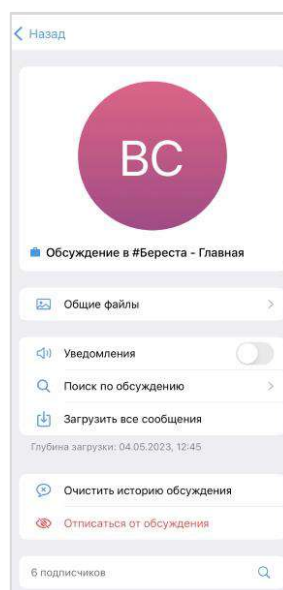 Назад
ВС
Обсуждение в #Береста - Главная
Общие файлы
Уведомления
Поиск по обсуждению
Загрузить все сообщения
Глубина загрузки: 04.05.2023, 12:45
Очистить историю обсуждения
Отписаться от обсуждения
6 подписчиков